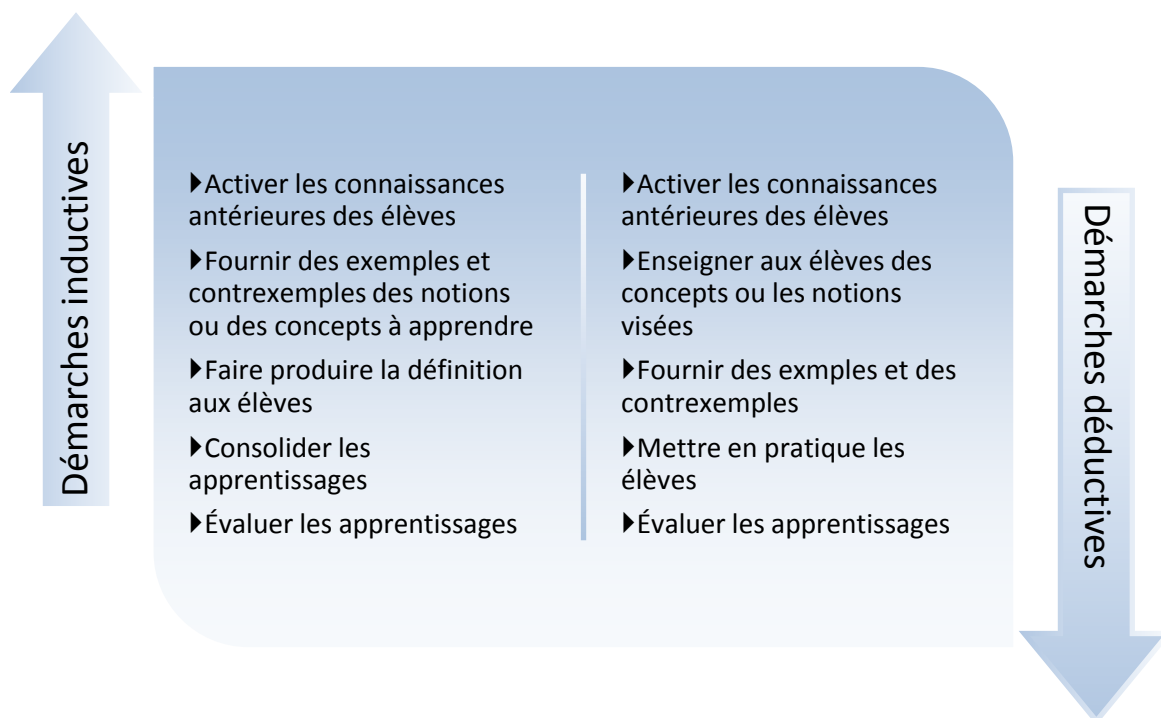 Démarches inductives
▶Activer les connaissances
antérieures des élèves
▶Fournir des exemples et
contrexemples des notions
ou des concepts à apprendre
▶Faire produire la définition
aux élèves
▶Consolider les
apprentissages
▶Évaluer les apprentissages
▶Activer les connaissances
antérieures des élèves
▶Enseigner aux élèves des
concepts ou les notions
visées
▶Fournir des exmples et des
contrexemples
▶Mettre en pratique les
élèves
▶Évaluer les apprentissages
Démarches déductives